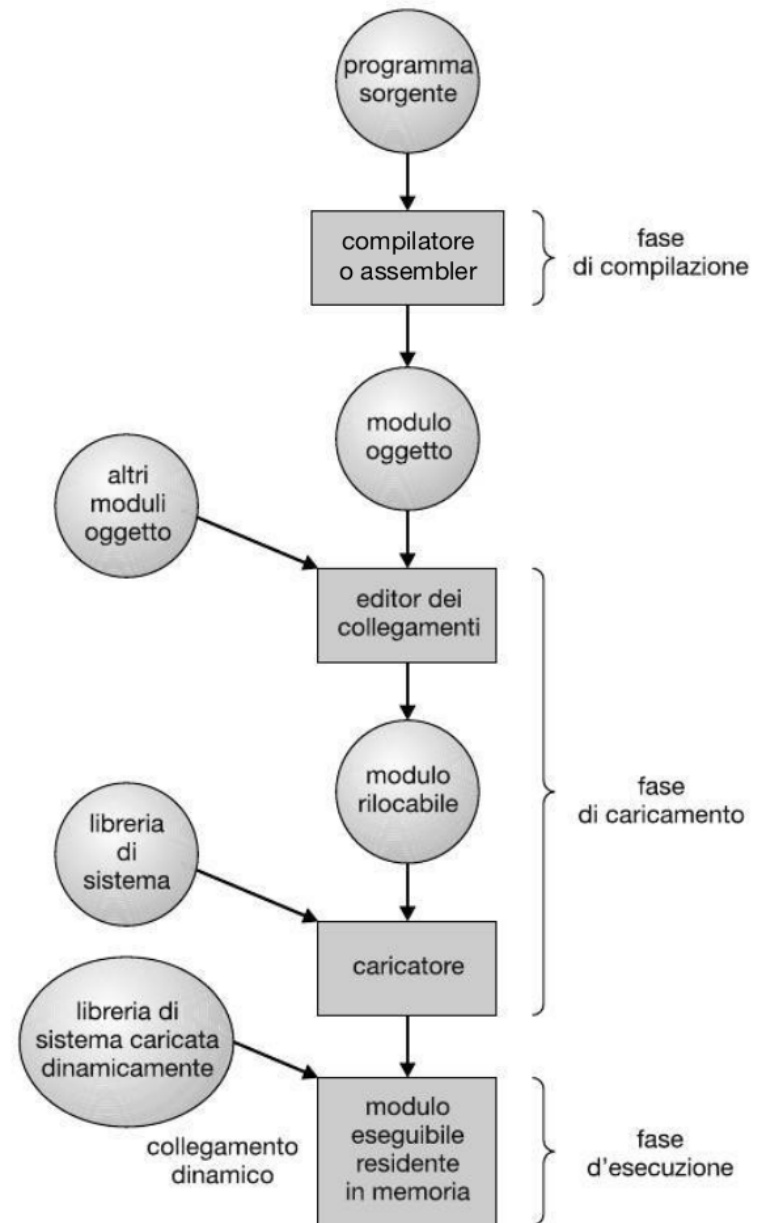 programma
sorgente
compilatore
o assembler
fase
di compilazione
modulo
oggetto
altri
moduli
oggetto
editor dei
collegamenti
modulo
rilocabile
fase
di caricamento
libreria
di
sistema
caricatore
libreria di
sistema caricata
dinamicamente
collegamento
dinamico
modulo
eseguibile
residente
in memoria
fase
d'esecuzione